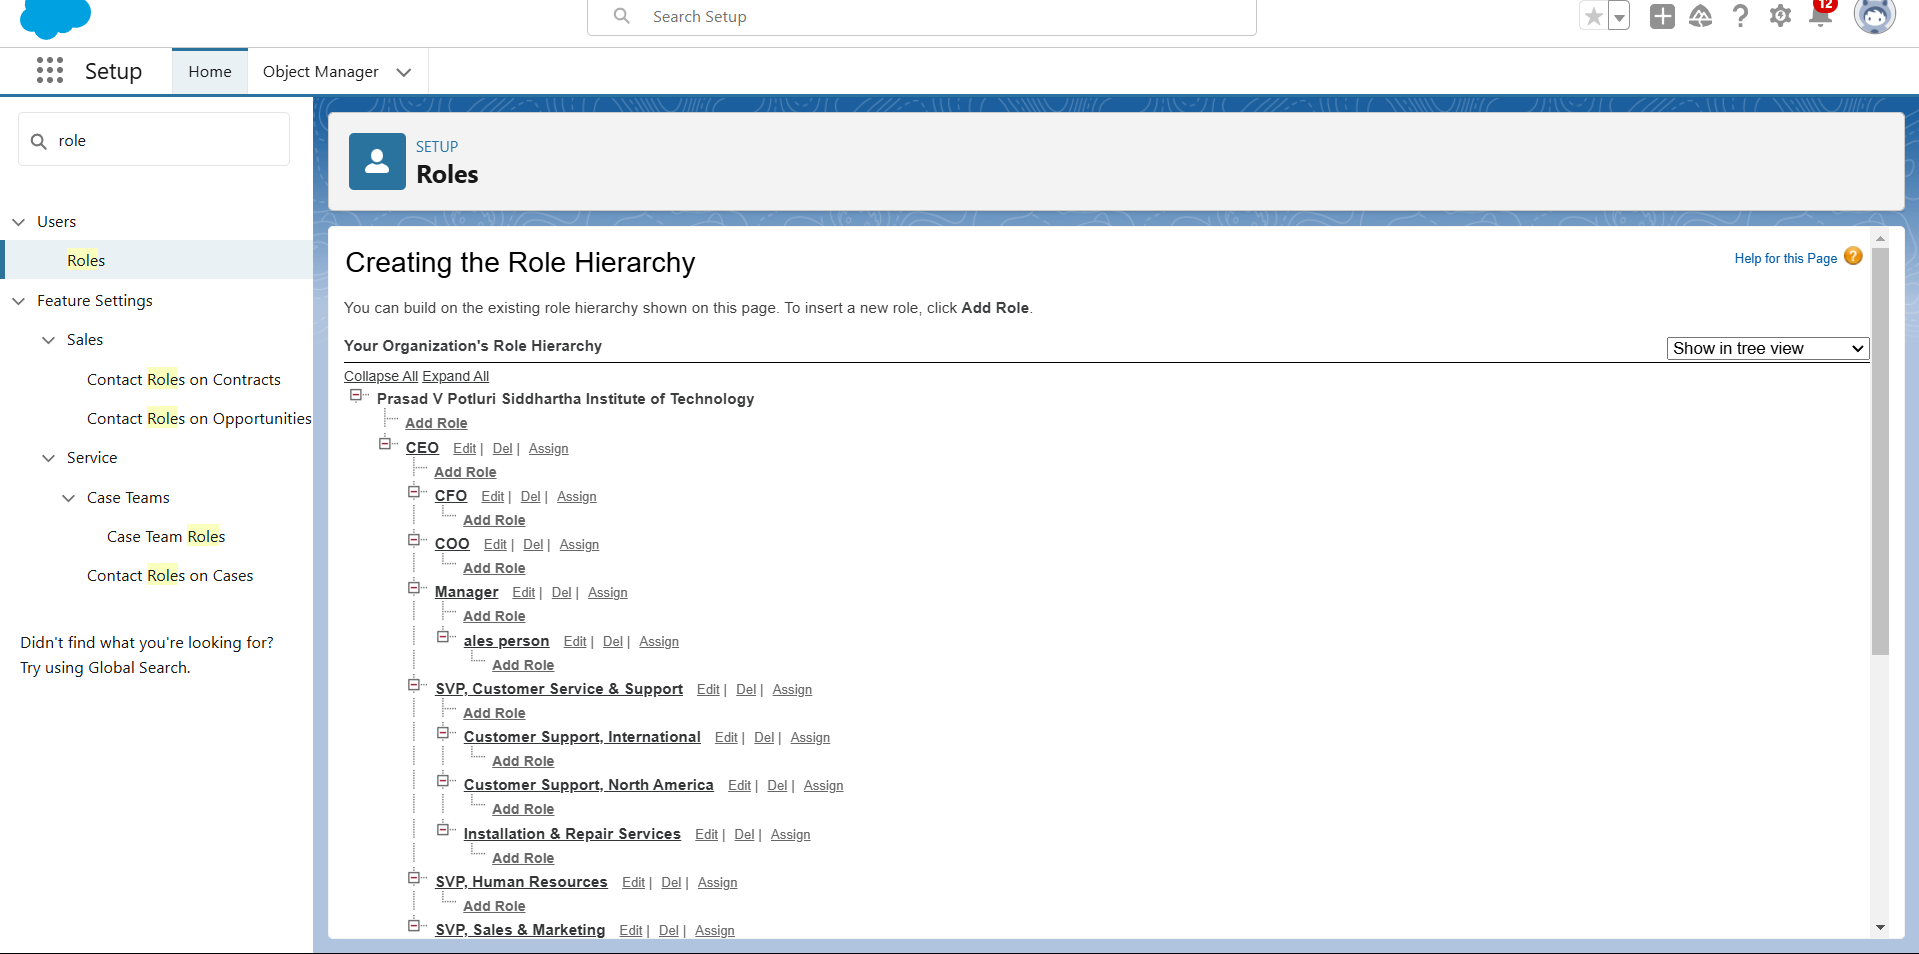 Search Setup
12
Setup
Home
Object Manager
role
Users
Roles
Feature Settings
Sales
Contact Roles on Contracts
Contact Roles on Opportunities
Service
Case Teams
Case Team Roles
Contact Roles on Cases
Didn't find what you're looking for?
Try using Global Search.
SETUP
Roles
Creating the Role Hierarchy
Help for this Page ?
You can build on the existing role hierarchy shown on this page. To insert a new role, click Add Role.
Your Organization's Role Hierarchy
Show in tree view
Collapse All Expand All
Prasad V Potluri Siddhartha Institute of Technology
Add Role
CEO Edit | Del | Assign
Add Role
CFO Edit | Del | Assign
Add Role
COO Edit | Del | Assign
Add Role
Manager Edit | Del | Assign
Add Role
ales person Edit | Del | Assign
Add Role
SVP, Customer Service & Support Edit | Del | Assign
Add Role
Customer Support, International Edit | Del | Assign
Add Role
Customer Support, North America Edit | Del | Assign
Add Role
Installation & Repair Services Edit | Del | Assign
Add Role
SVP, Human Resources Edit | Del | Assign
Add Role
SVP, Sales & Marketing Edit | Del | Assign